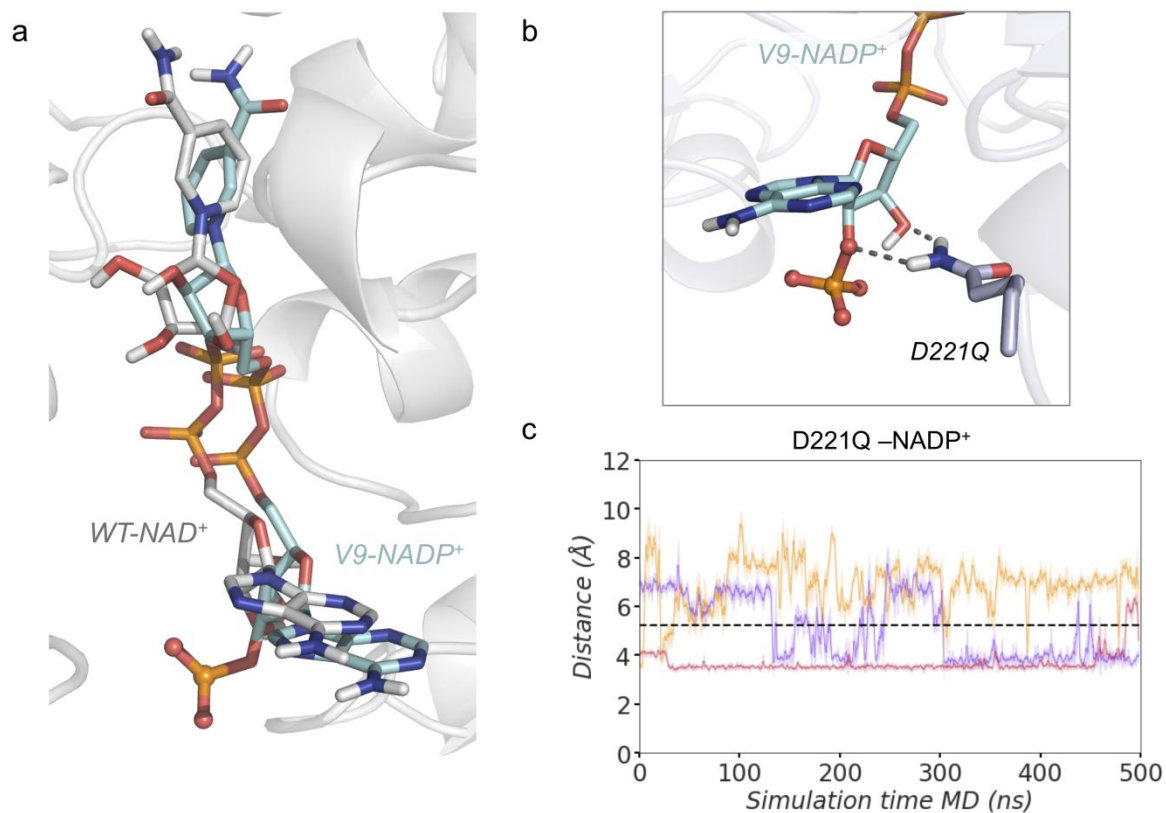 a
WT-NAD⁺
V9-NADP⁺
b
V9-NADP⁺
D221Q
c
D221Q –NADP⁺
Distance (Å)
12
10
8
6
4
2
0
0 100 200 300 400 500
Simulation time MD (ns)